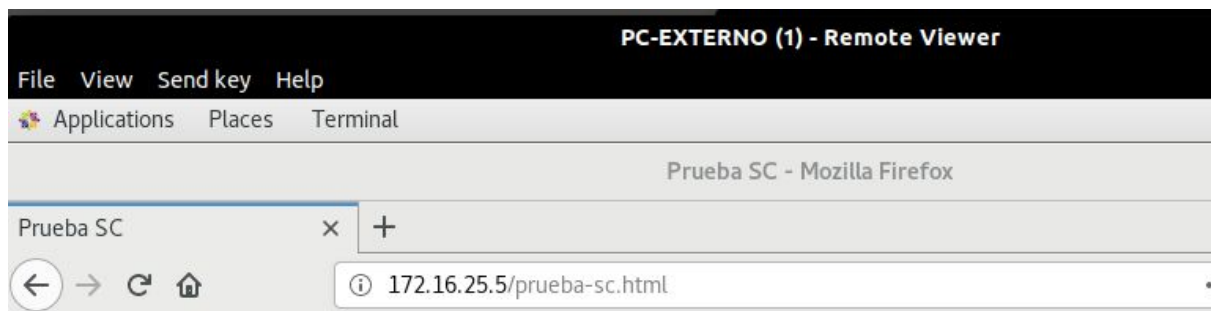 PC-EXTERNO (1) - Remote Viewer
File View Send key Help
Applications Places Terminal
Prueba SC - Mozilla Firefox
Prueba SC
172.16.25.5/prueba-sc.html